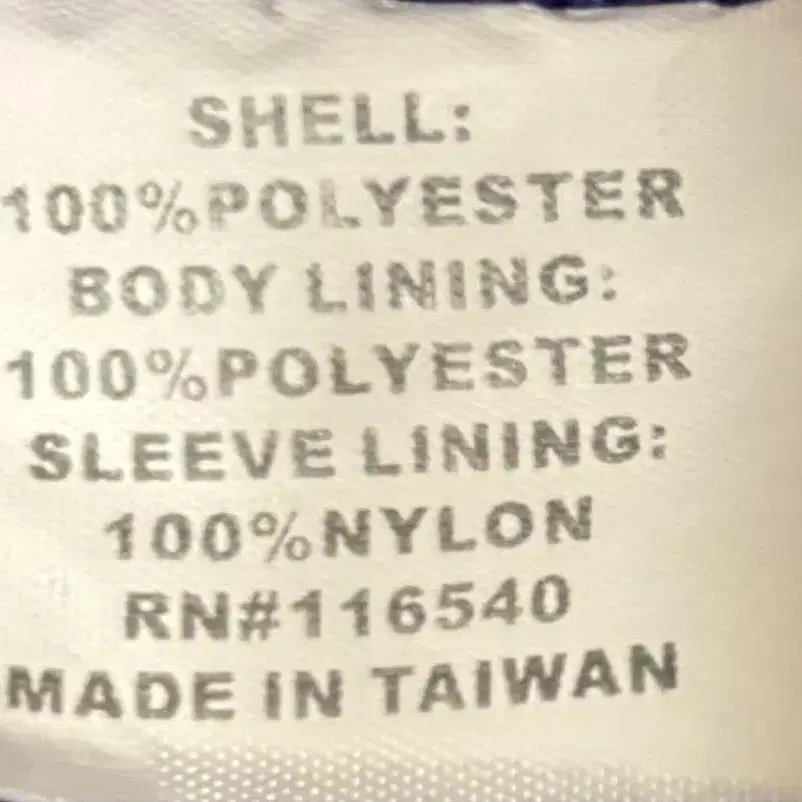 SHELL:
100%POLYESTER
BODY LINING:
100%POLYESTER
SLEEVE LINING:
100%NYLON
RN#116540
MADE IN TAIWAN